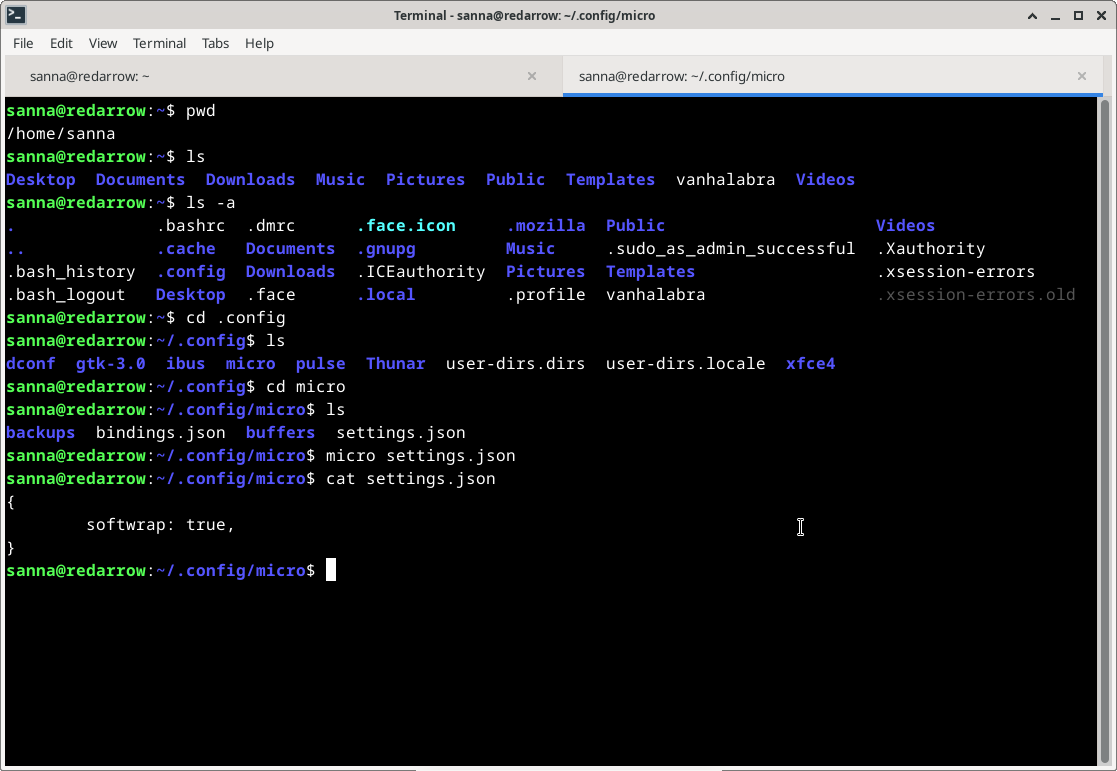 Terminal - sanna@redarrow: ~/.config/micro
File Edit View Terminal Tabs Help
sanna@redarrow: ~ sanna@redarrow: ~/.config/micro
sanna@redarrow:~$ pwd
/home/sanna
sanna@redarrow:~$ ls
Desktop Documents Downloads Music Pictures Public Templates vanhalabra Videos
sanna@redarrow:~$ ls -a
. .bashrc .dmrc .face.icon .mozilla Public Videos
.. .cache Documents .gnupg Music .sudo_as_admin_successful .Xauthority
.bash_history .config Downloads .ICEauthority Pictures Templates .xsession-errors
.bash_logout Desktop .face .local .profile vanhalabra .xsession-errors.old
sanna@redarrow:~$ cd .config
sanna@redarrow:~/.config$ ls
dconf gtk-3.0 ibus micro pulse Thunar user-dirs.dirs user-dirs.locale xfce4
sanna@redarrow:~/.config$ cd micro
sanna@redarrow:~/.config/micro$ ls
backups bindings.json buffers settings.json
sanna@redarrow:~/.config/micro$ micro settings.json
sanna@redarrow:~/.config/micro$ cat settings.json
{
        softwrap: true,
}
sanna@redarrow:~/.config/micro$